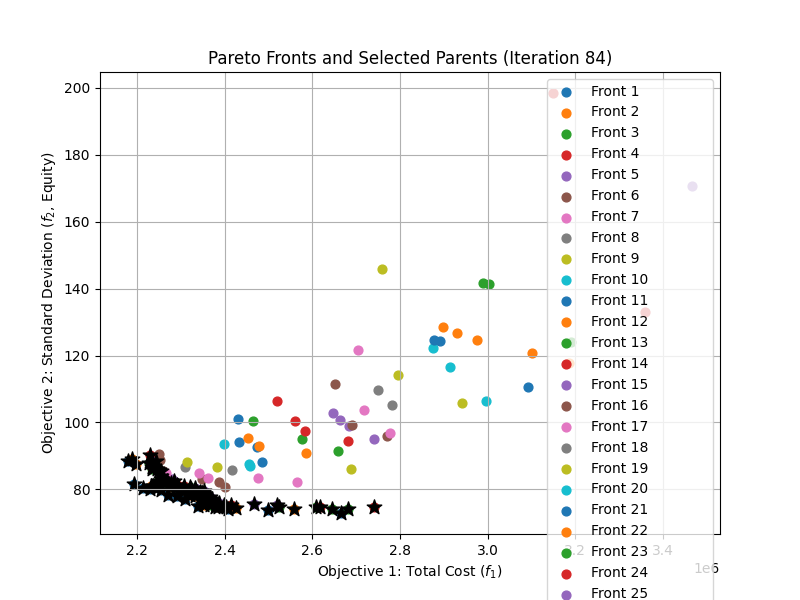 Pareto Fronts and Selected Parents (Iteration 84)
Objective 2: Standard Deviation (f₂, Equity)
200
180
160
140
120
100
80
2.2
2.4
2.6
2.8
3.0
3.2
3.4
1e6
Objective 1: Total Cost (f₁)
Front 1
Front 2
Front 3
Front 4
Front 5
Front 6
Front 7
Front 8
Front 9
Front 10
Front 11
Front 12
Front 13
Front 14
Front 15
Front 16
Front 17
Front 18
Front 19
Front 20
Front 21
Front 22
Front 23
Front 24
Front 25